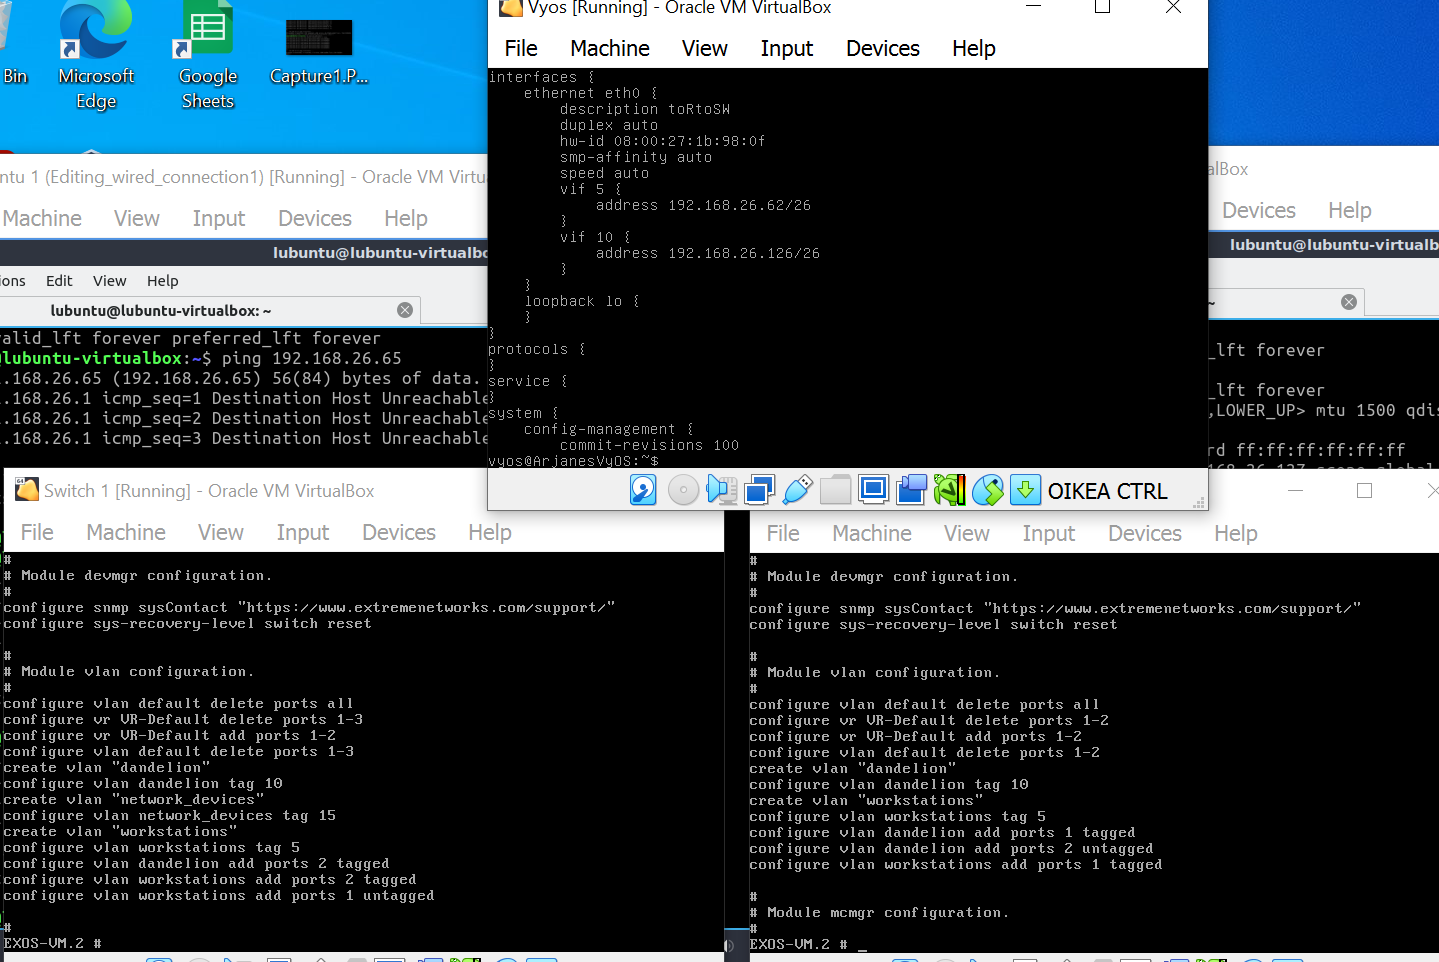 Bin
Microsoft
Edge
Google
Sheets
Capture1.P...
Vyos [Running] - Oracle VM VirtualBox
File Machine View Input Devices Help
interfaces {
ethernet eth0 {
description toRtoSW
duplex auto
hw-id 08:00:27:1b:98:0f
smp-affinity auto
speed auto
vif 5 {
address 192.168.26.62/26
}
vif 10 {
address 192.168.26.126/26
}
}
loopback lo {
}
}
protocols {
}
service {
}
system {
config-management {
commit-revisions 100
vyos@ArjanesVyOS:~$
OIKEA CTRL
ntu 1 (Editing_wired_connection1) [Running] - Oracle VM Virtu
Machine View Input Devices Help
lubuntu@lubuntu-virtualbo
ons Edit View Help
lubuntu@lubuntu-virtualbox: ~
valid_lft forever preferred_lft forever
@lubuntu-virtualbox:~$ ping 192.168.26.65
.168.26.65 (192.168.26.65) 56(84) bytes of data.
.168.26.1 icmp_seq=1 Destination Host Unreachable
.168.26.1 icmp_seq=2 Destination Host Unreachable
.168.26.1 icmp_seq=3 Destination Host Unreachable
alBox
Devices Help
lubuntu@lubuntu-virtualb
~
_lft forever
_lft forever
,LOWER_UP> mtu 1500 qdis
rd ff:ff:ff:ff:ff:ff
Switch 1 [Running] - Oracle VM VirtualBox
File Machine View Input Devices Help
#
# Module devmgr configuration.
#
configure snmp sysContact "https://www.extremenetworks.com/support/"
configure sys-recovery-level switch reset
#
# Module vlan configuration.
#
configure vlan default delete ports all
configure vr VR-Default delete ports 1-3
configure vr VR-Default add ports 1-2
configure vlan default delete ports 1-3
create vlan "dandelion"
configure vlan dandelion tag 10
create vlan "network_devices"
configure vlan network_devices tag 15
create vlan "workstations"
configure vlan workstations tag 5
configure vlan dandelion add ports 2 tagged
configure vlan workstations add ports 2 tagged
configure vlan workstations add ports 1 untagged
#
EXOS-VM.2 #
File Machine View Input Devices Help
#
# Module devmgr configuration.
#
configure snmp sysContact "https://www.extremenetworks.com/support/"
configure sys-recovery-level switch reset
#
# Module vlan configuration.
#
configure vlan default delete ports all
configure vr VR-Default delete ports 1-2
configure vr VR-Default add ports 1-2
configure vlan default delete ports 1-2
create vlan "dandelion"
configure vlan dandelion tag 10
create vlan "workstations"
configure vlan workstations tag 5
configure vlan dandelion add ports 1 tagged
configure vlan dandelion add ports 2 untagged
configure vlan workstations add ports 1 tagged
#
# Module mcmgr configuration.
#
EXOS-VM.2 # _